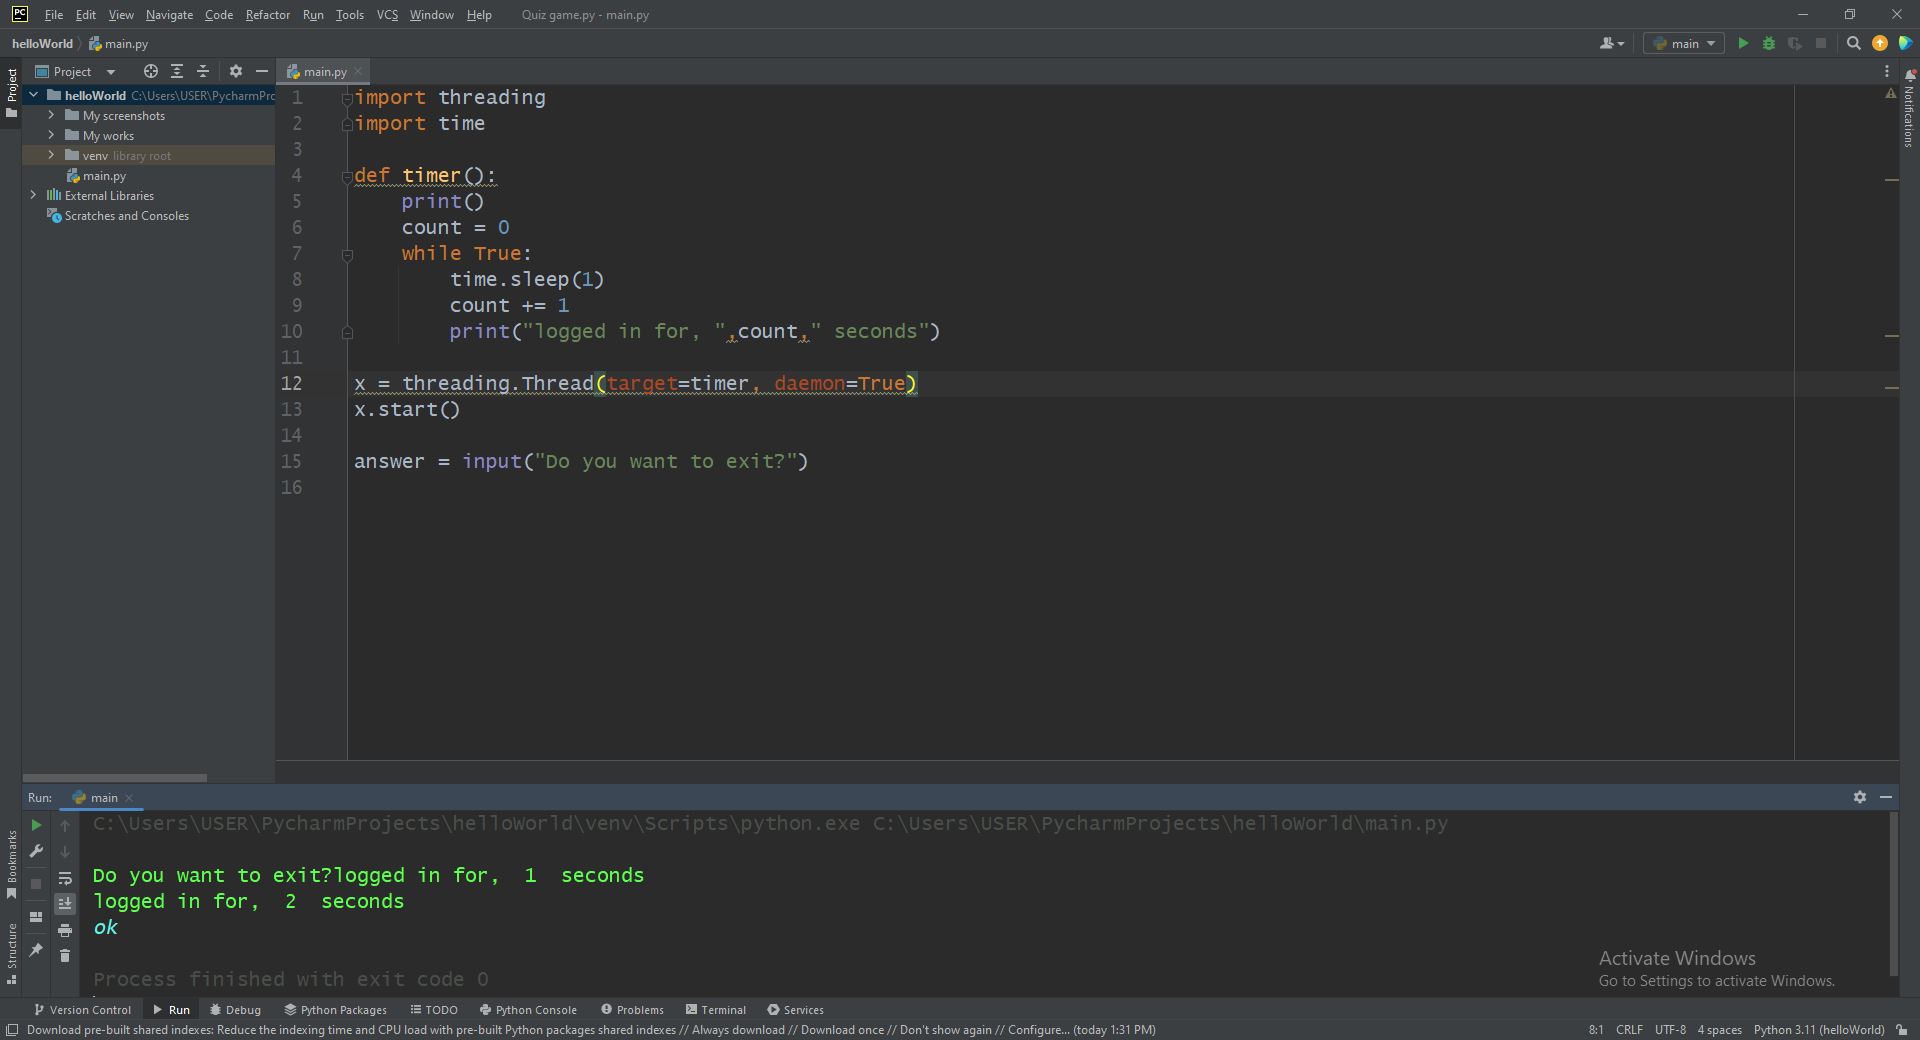 PC File Edit View Navigate Code Refactor Run Tools VCS Window Help Quiz game.py - main.py
helloWorld main.py main
Project main.py
Project
helloWorld C:\Users\USER\PycharmPro
My screenshots
My works
venv library root
main.py
External Libraries
Scratches and Consoles
1 import threading
2 import time
3
4 def timer():
5 print()
6 count = 0
7 while True:
8 time.sleep(1)
9 count += 1
10 print("logged in for, ",count," seconds")
11
12 x = threading.Thread(target=timer, daemon=True)
13 x.start()
14
15 answer = input("Do you want to exit?")
16
Notifications
Run: main
C:\Users\USER\PycharmProjects\helloWorld\venv\Scripts\python.exe C:\Users\USER\PycharmProjects\helloWorld\main.py
Do you want to exit?logged in for,  1  seconds
logged in for,  2  seconds
ok
Process finished with exit code 0
Bookmarks
Structure
Activate Windows
Go to Settings to activate Windows.
Version Control Run Debug Python Packages TODO Python Console Problems Terminal Services
Download pre-built shared indexes: Reduce the indexing time and CPU load with pre-built Python packages shared indexes // Always download // Download once // Don't show again // Configure... (today 1:31 PM) 8:1 CRLF UTF-8 4 spaces Python 3.11 (helloWorld)